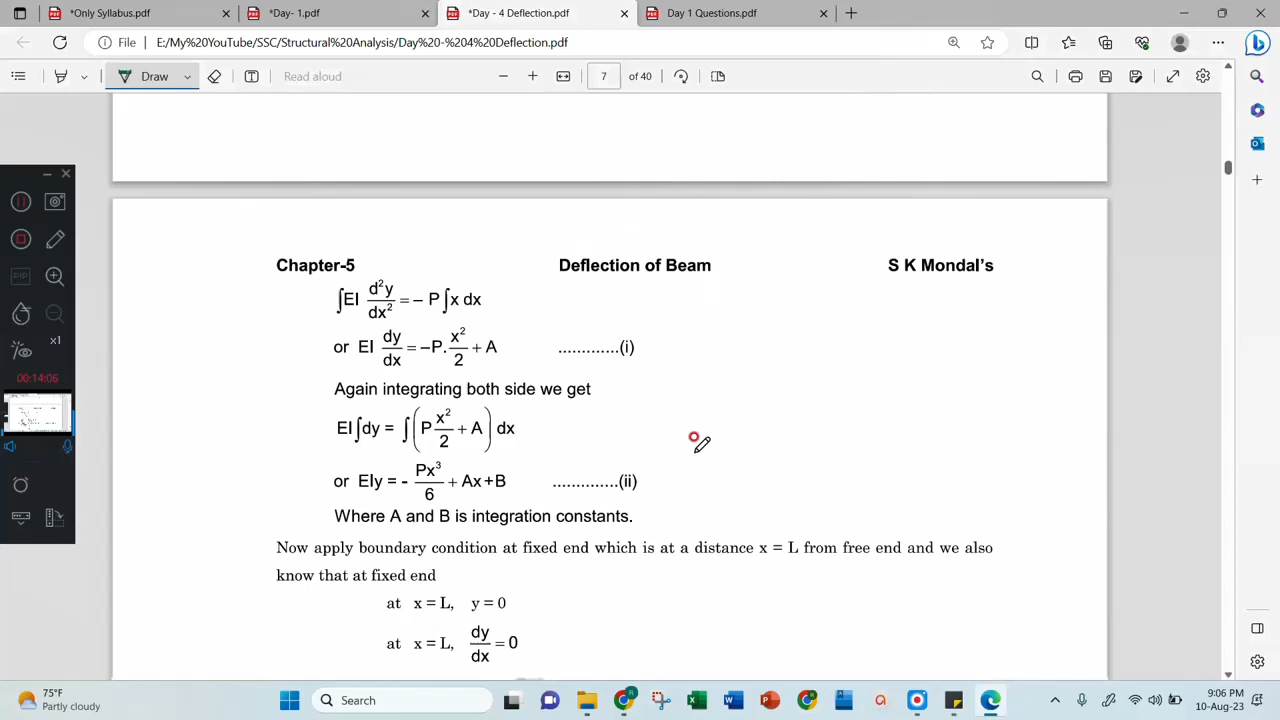 *Only Syllabus.pdf
*Day- 1.pdf
*Day - 4 Deflection.pdf
Day 1 Questions.pdf
File E:/My%20YouTube/SSC/Structural%20Analysis/Day%20-%204%20Deflection.pdf
Draw
Read aloud
7 of 40
Chapter-5 Deflection of Beam S K Mondal's
∫EI d²y/dx² = – P∫x dx
or EI dy/dx = –P. x²/2 + A .............(i)
Again integrating both side we get
EI∫dy = ∫(P x²/2 + A) dx
or EIy = - Px³/6 + Ax+B ..............(ii)
Where A and B is integration constants.
Now apply boundary condition at fixed end which is at a distance x = L from free end and we also
know that at fixed end
at x = L, y = 0
at x = L, dy/dx = 0
PIP
x1
00:14:05
75°F
Partly cloudy
Search
9:06 PM
10-Aug-23